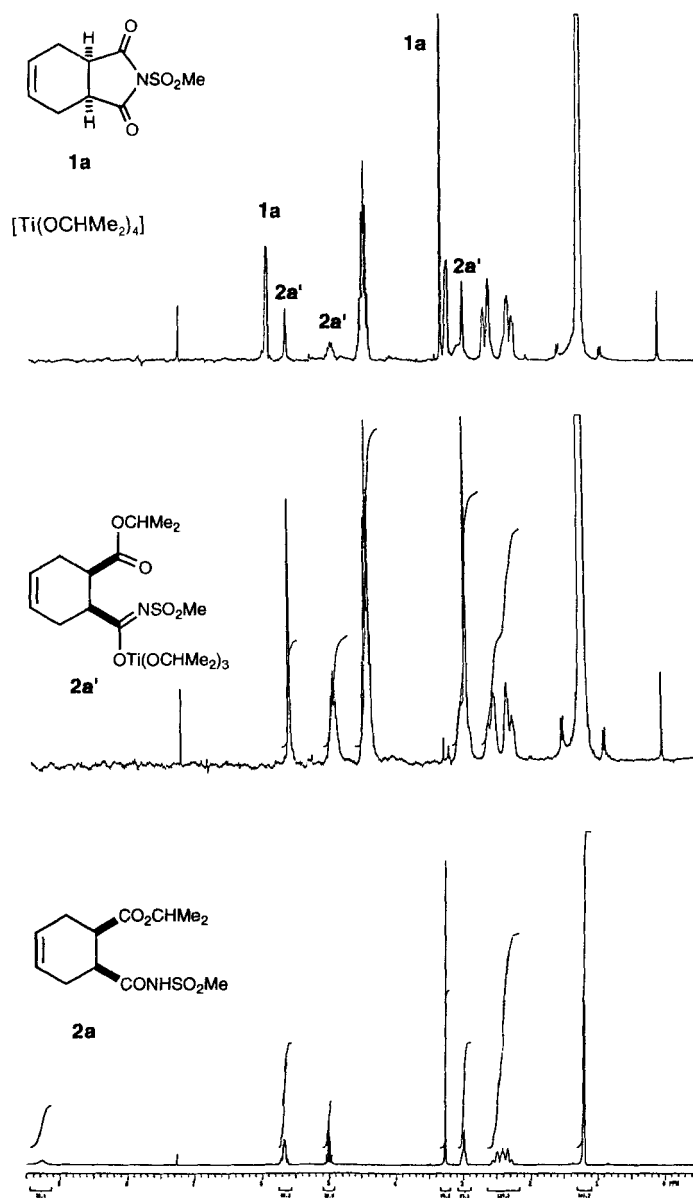 1a
H
O
NSO₂Me
H
O
1a
1a
[Ti(OCHMe₂)₄]
2a'
2a'
2a'
OCHMe₂
O
NSO₂Me
OTi(OCHMe₂)₃
2a'
CO₂CHMe₂
CONHSO₂Me
2a